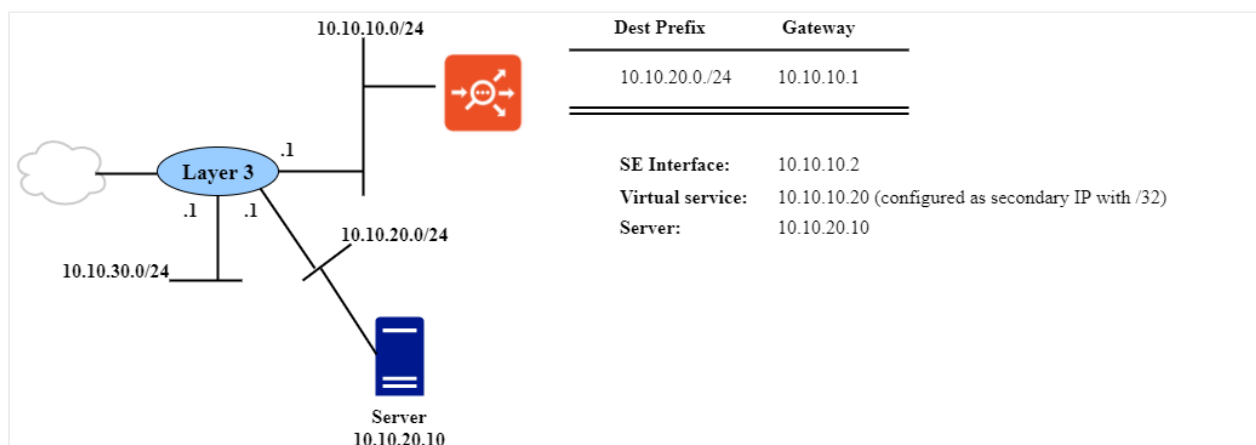 10.10.10.0/24
Dest Prefix Gateway
10.10.20.0./24 10.10.10.1
.1
Layer 3
SE Interface: 10.10.10.2
Virtual service: 10.10.10.20 (configured as secondary IP with /32)
Server: 10.10.20.10
.1 .1
10.10.20.0/24
10.10.30.0/24
Server
10.10.20.10